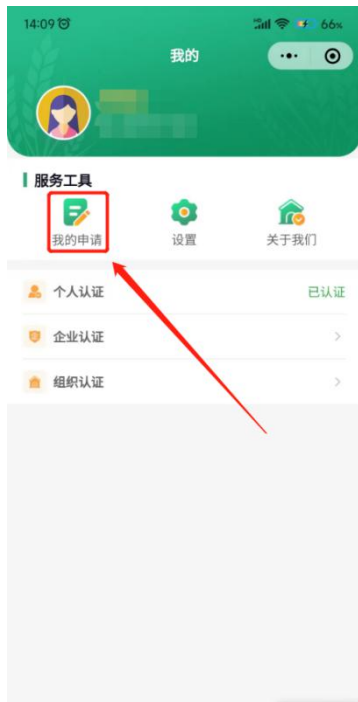 14:09
66%
我的
服务工具
我的申请
设置
关于我们
个人认证
已认证
企业认证
组织认证